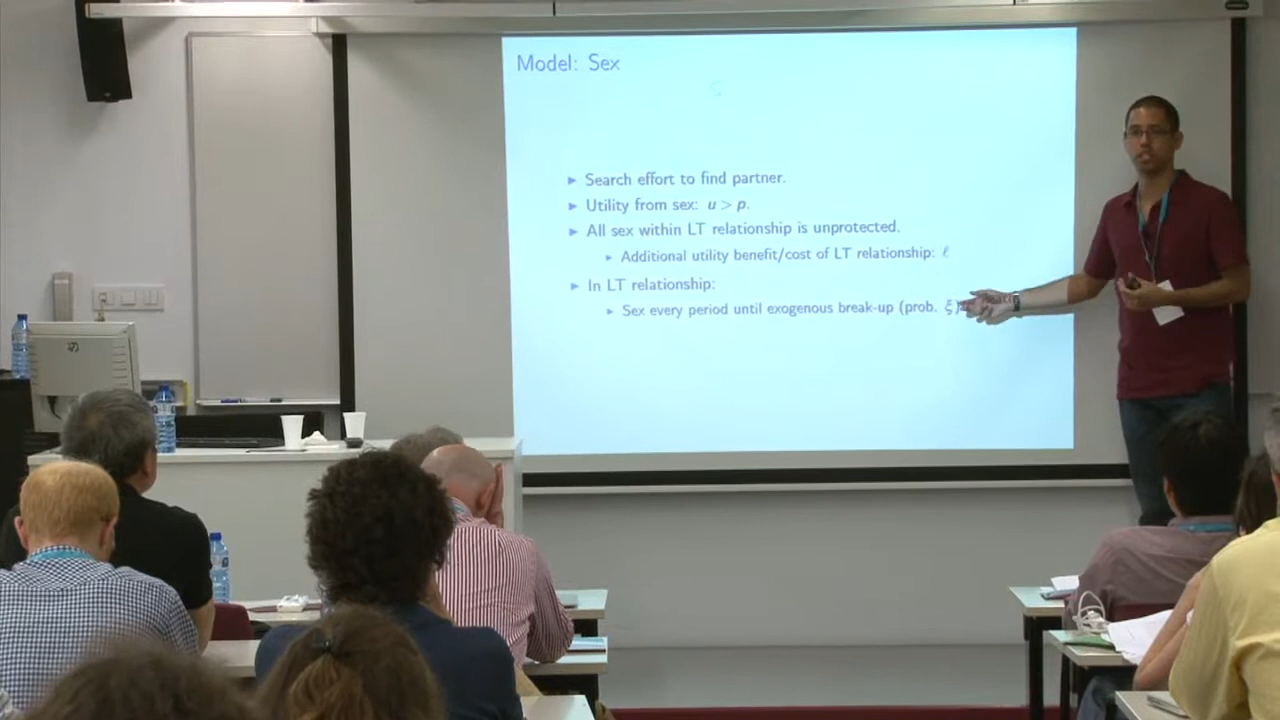 Model: Sex
▸ Search effort to find partner.
▸ Utility from sex: u > p.
▸ All sex within LT relationship is unprotected.
▸ Additional utility benefit/cost of LT relationship: ℓ
▸ In LT relationship:
▸ Sex every period until exogenous break-up (prob. ξ)